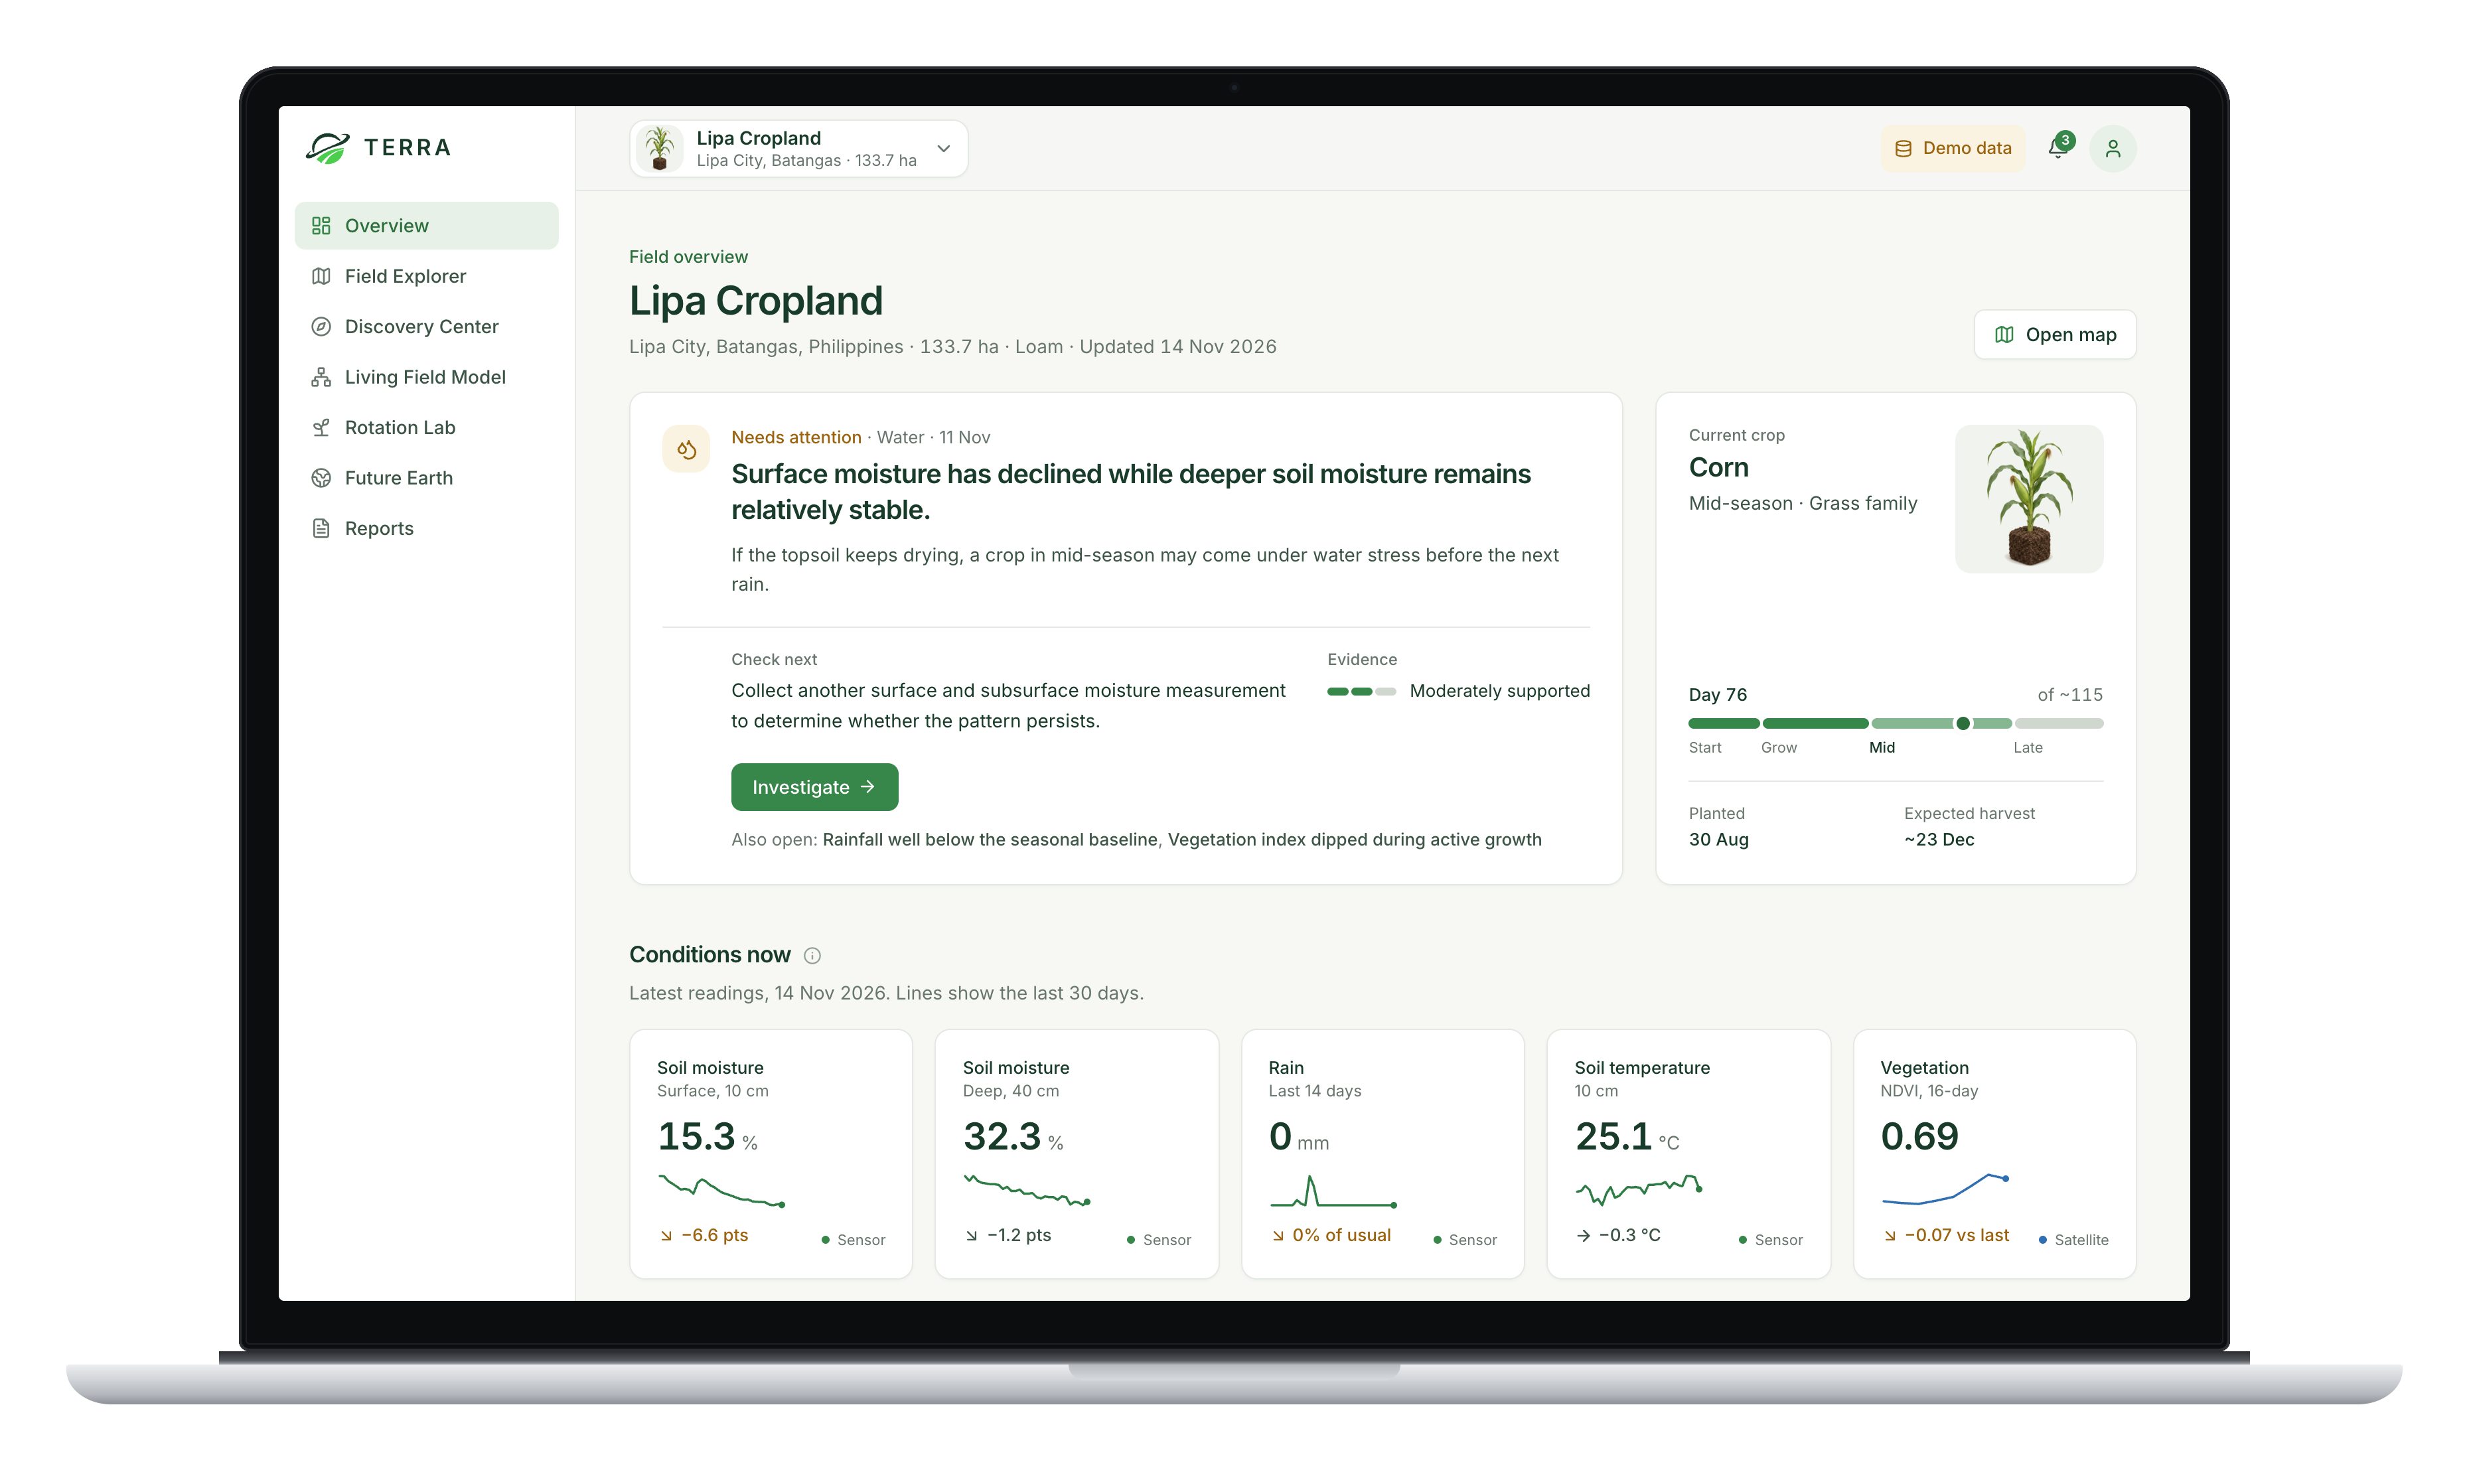 TERRA
Overview
Field Explorer
Discovery Center
Living Field Model
Rotation Lab
Future Earth
Reports
Lipa Cropland
Lipa City, Batangas · 133.7 ha
Demo data
3
Field overview
Lipa Cropland
Lipa City, Batangas, Philippines · 133.7 ha · Loam · Updated 14 Nov 2026
Open map
Needs attention · Water · 11 Nov
Surface moisture has declined while deeper soil moisture remains
relatively stable.
If the topsoil keeps drying, a crop in mid-season may come under water stress before the next
rain.
Check next
Collect another surface and subsurface moisture measurement
to determine whether the pattern persists.
Evidence
Moderately supported
Investigate →
Also open: Rainfall well below the seasonal baseline, Vegetation index dipped during active growth
Current crop
Corn
Mid-season · Grass family
Day 76
of ~115
Start
Grow
Mid
Late
Planted
30 Aug
Expected harvest
~23 Dec
Conditions now
Latest readings, 14 Nov 2026. Lines show the last 30 days.
Soil moisture
Surface, 10 cm
15.3 %
↘ −6.6 pts
Sensor
Soil moisture
Deep, 40 cm
32.3 %
↘ −1.2 pts
Sensor
Rain
Last 14 days
0 mm
↘ 0% of usual
Sensor
Soil temperature
10 cm
25.1 °C
→ −0.3 °C
Sensor
Vegetation
NDVI, 16-day
0.69
↘ −0.07 vs last
Satellite